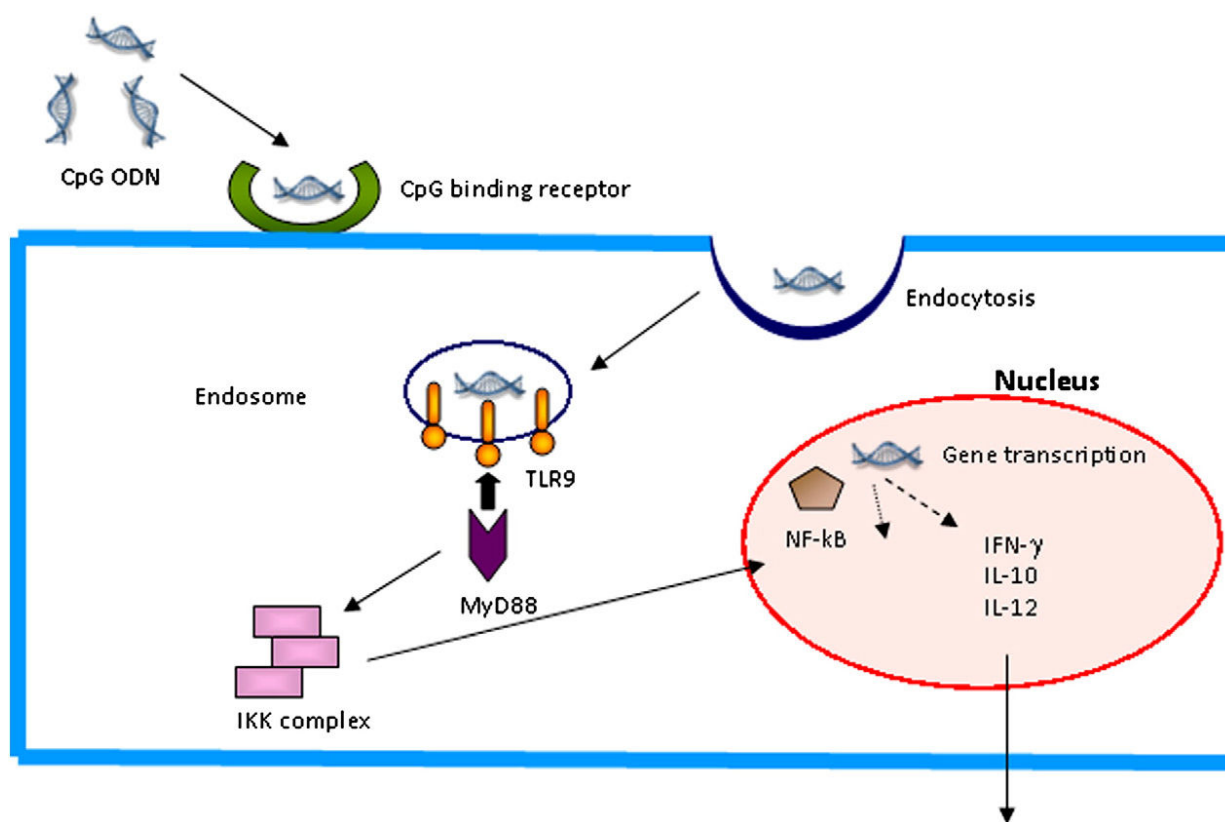 CpG ODN
CpG binding receptor
Endocytosis
Endosome
TLR9
MyD88
IKK complex
Nucleus
Gene transcription
NF-kB
IFN-γ
IL-10
IL-12